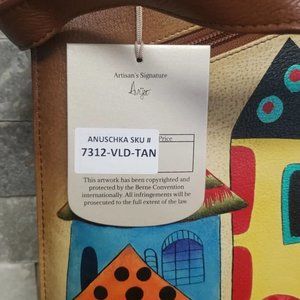 Artisan's Signature
Anjo
ANUSCHKA SKU #
7312-VLD-TAN
Price
This artwork has been copyrighted and
protected by the Berne Convention
internationally. All infringements will be
prosecuted to the full extent of the law.